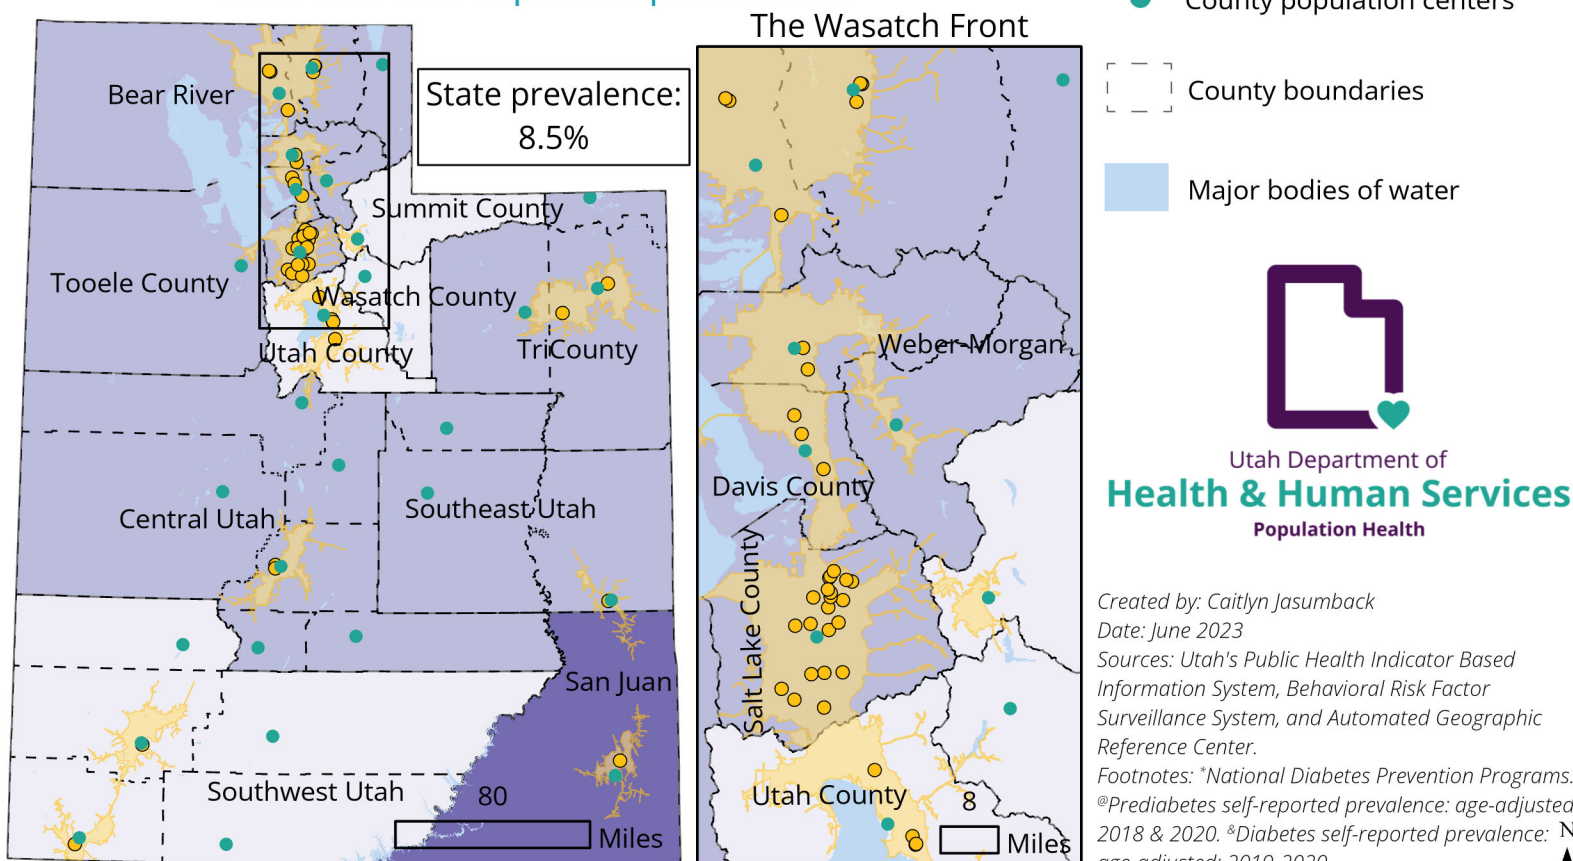 County population centers
The Wasatch Front
State prevalence:
8.5%
County boundaries
Major bodies of water
Bear River
Summit County
Tooele County
Wasatch County
Utah County
TriCounty
Central Utah
Southeast Utah
San Juan
Southwest Utah
80
Miles
Weber-Morgan
Davis County
Salt Lake County
Utah County
8
Miles
Utah Department of
Health & Human Services
Population Health
Created by: Caitlyn Jasumback
Date: June 2023
Sources: Utah's Public Health Indicator Based
Information System, Behavioral Risk Factor
Surveillance System, and Automated Geographic
Reference Center.
Footnotes: *National Diabetes Prevention Programs.
@Prediabetes self-reported prevalence: age-adjusted
2018 & 2020. &Diabetes self-reported prevalence:
age-adjusted: 2019-2020
N